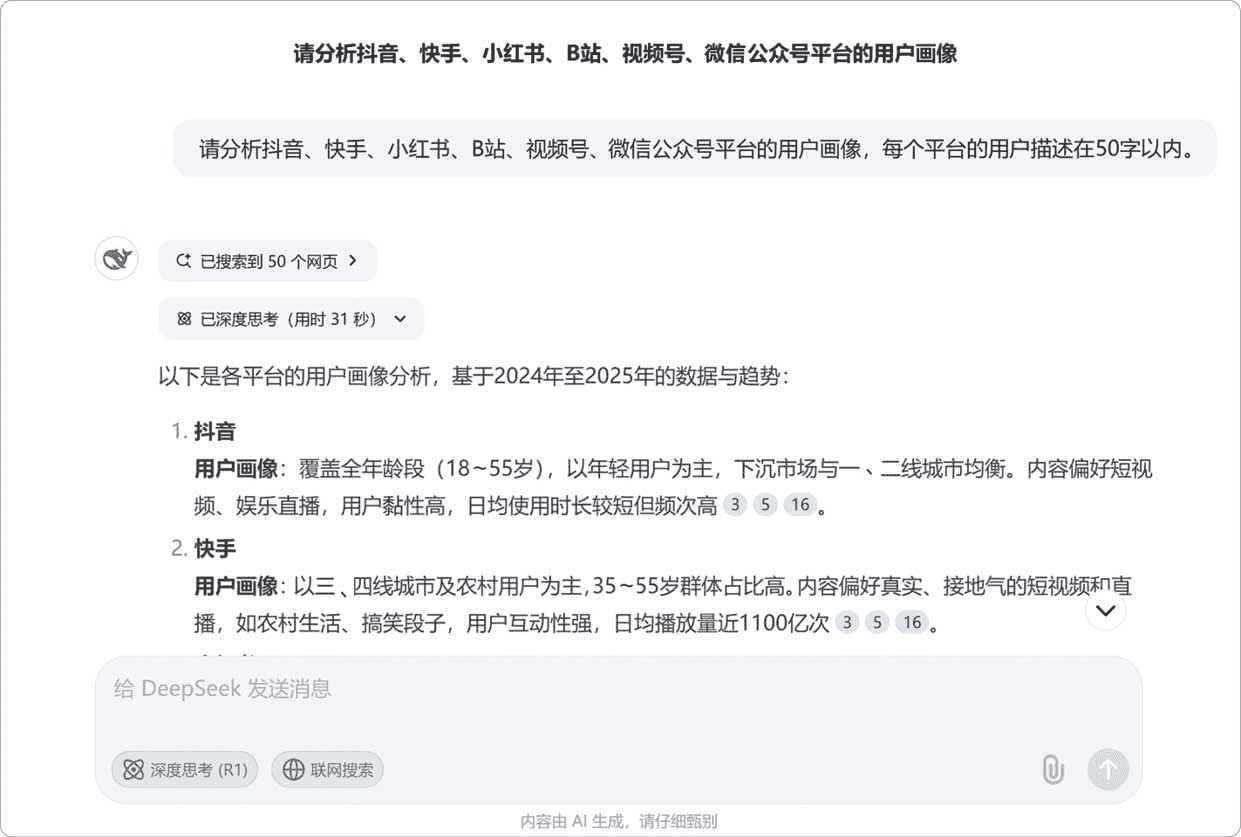 请分析抖音、快手、小红书、B站、视频号、微信公众号平台的用户画像
请分析抖音、快手、小红书、B站、视频号、微信公众号平台的用户画像，每个平台的用户描述在50字以内。
已搜索到 50 个网页
已深度思考（用时 31 秒）
以下是各平台的用户画像分析，基于2024年至2025年的数据与趋势：
1. 抖音
用户画像：覆盖全年龄段（18～55岁），以年轻用户为主，下沉市场与一、二线城市均衡。内容偏好短视
频、娱乐直播，用户黏性高，日均使用时长较短但频次高 3 5 16 。
2. 快手
用户画像：以三、四线城市及农村用户为主，35～55岁群体占比高。内容偏好真实、接地气的短视频和直
播，如农村生活、搞笑段子，用户互动性强，日均播放量近1100亿次 3 5 16 。
给 DeepSeek 发送消息
深度思考 (R1) 联网搜索
内容由 AI 生成，请仔细甄别